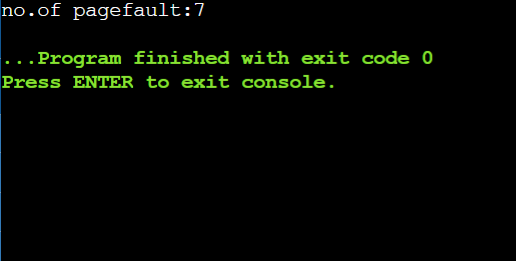 no.of pagefault:7
...Program finished with exit code 0
Press ENTER to exit console.